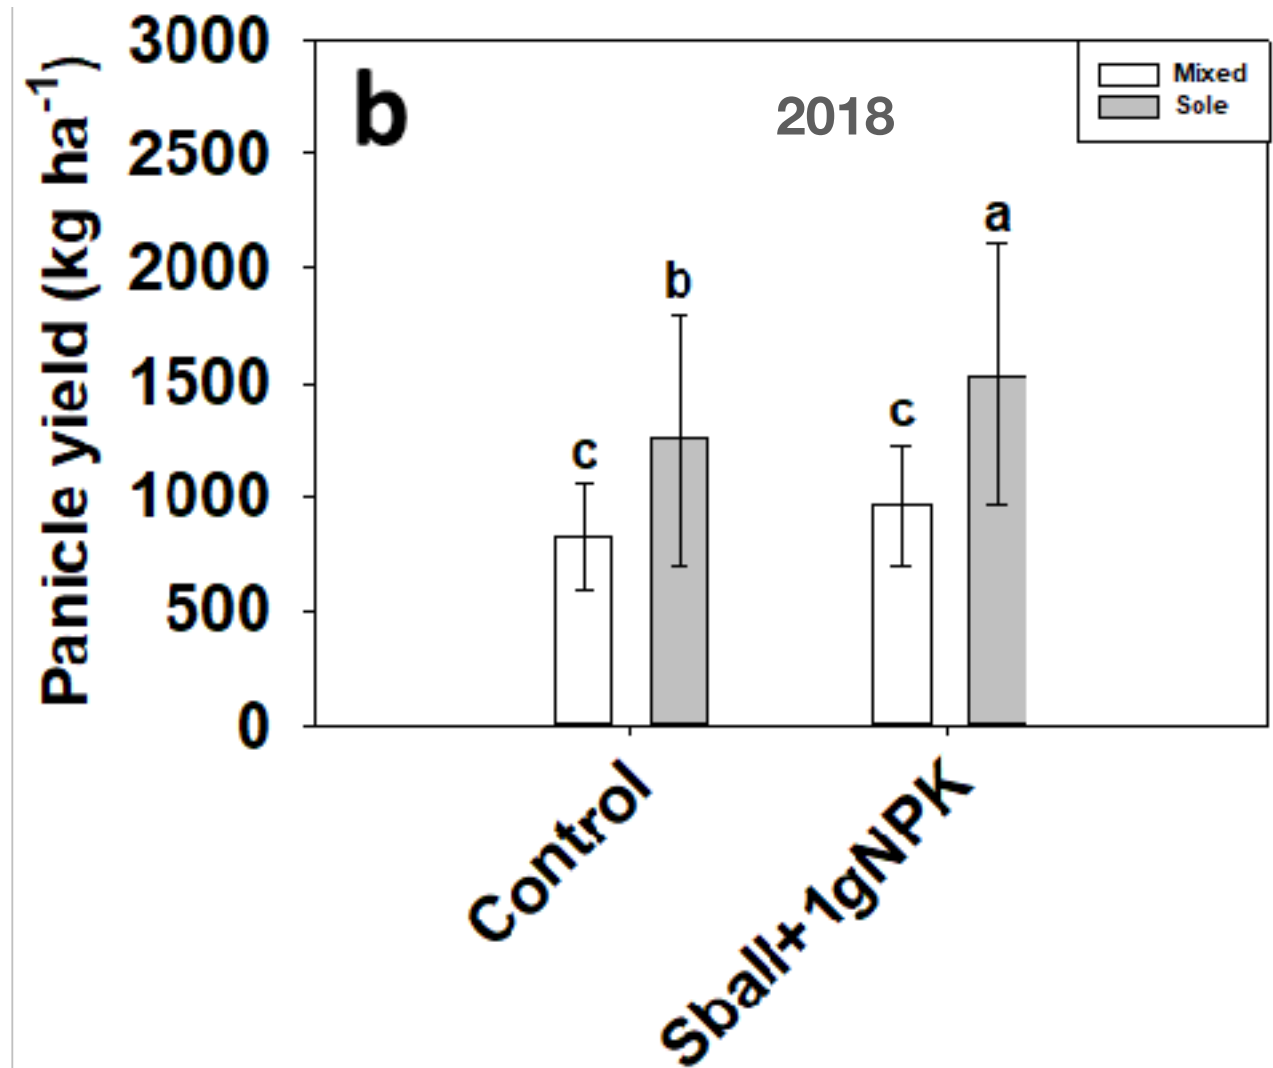 Panicle yield (kg ha⁻¹)
3000
2500
2000
1500
1000
500
0
b
2018
Mixed
Sole
c
b
c
a
Control
Sball+1gNPK